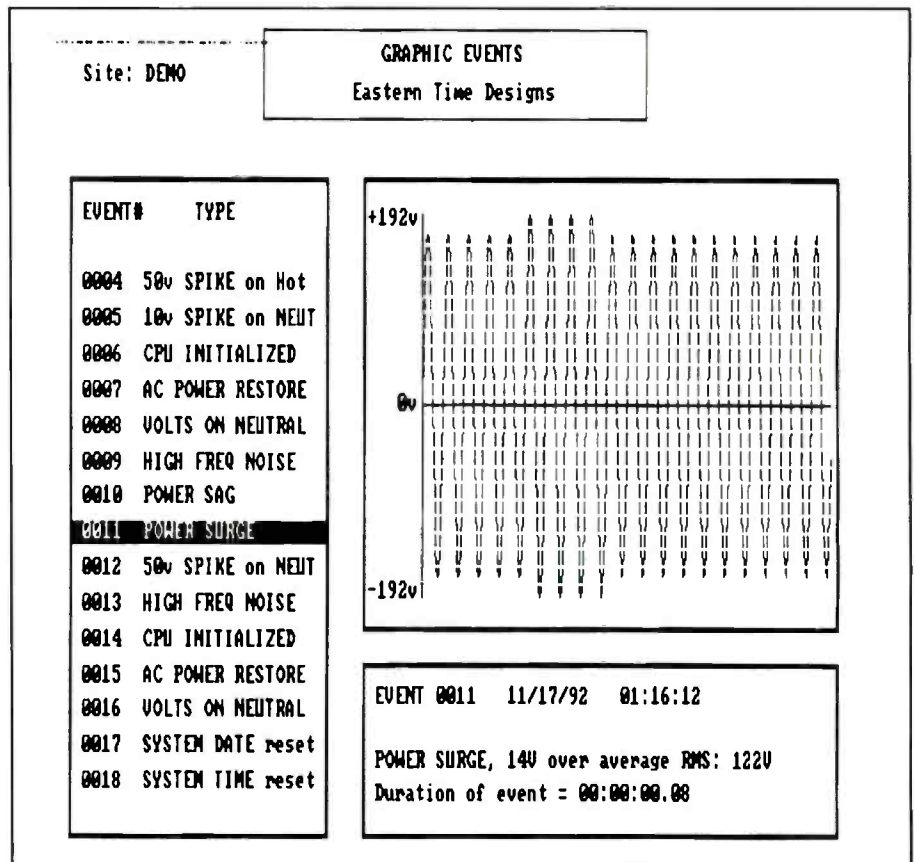 Site: DEMO
GRAPHIC EVENTS
Eastern Time Designs
EVENT# TYPE
0004 50v SPIKE on Hot
0005 10v SPIKE on NEUT
0006 CPU INITIALIZED
0007 AC POWER RESTORE
0008 VOLTS ON NEUTRAL
0009 HIGH FREQ NOISE
0010 POWER SAG
0011 POWER SURGE
0012 50v SPIKE on NEUT
0013 HIGH FREQ NOISE
0014 CPU INITIALIZED
0015 AC POWER RESTORE
0016 VOLTS ON NEUTRAL
0017 SYSTEM DATE reset
0018 SYSTEM TIME reset
+192v
0v
-192v
EVENT 0011 11/17/92 01:16:12
POWER SURGE, 14V over average RMS: 122V
Duration of event = 00:00:00.08